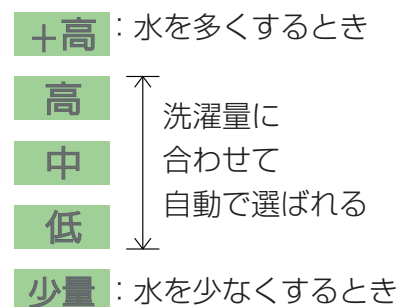 +高：水を多くするとき
高
洗濯量に
中
合わせて
自動で選ばれる
低
少量：水を少なくするとき